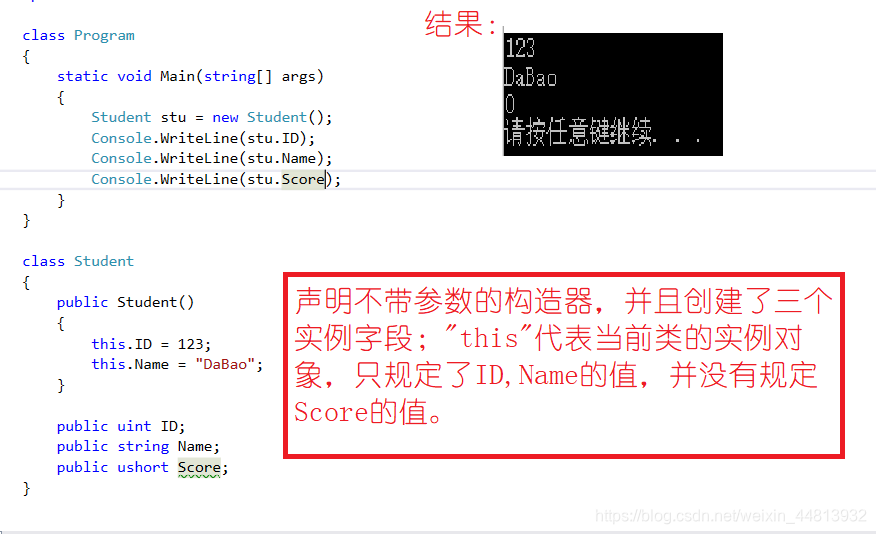 class Program
结果:
{
static void Main(string[] args)
{
Student stu = new Student();
Console.WriteLine(stu.ID);
Console.WriteLine(stu.Name);
Console.WriteLine(stu.Score);
}
}
123
DaBao
0
请按任意键继续. . .
class Student
{
public Student()
{
this.ID = 123;
this.Name = "DaBao";
}
public uint ID;
public string Name;
public ushort Score;
}
声明不带参数的构造器，并且创建了三个
实例字段；"this"代表当前类的实例对
象，只规定了ID,Name的值，并没有规定
Score的值。
https://blog.csdn.net/weixin_44813932